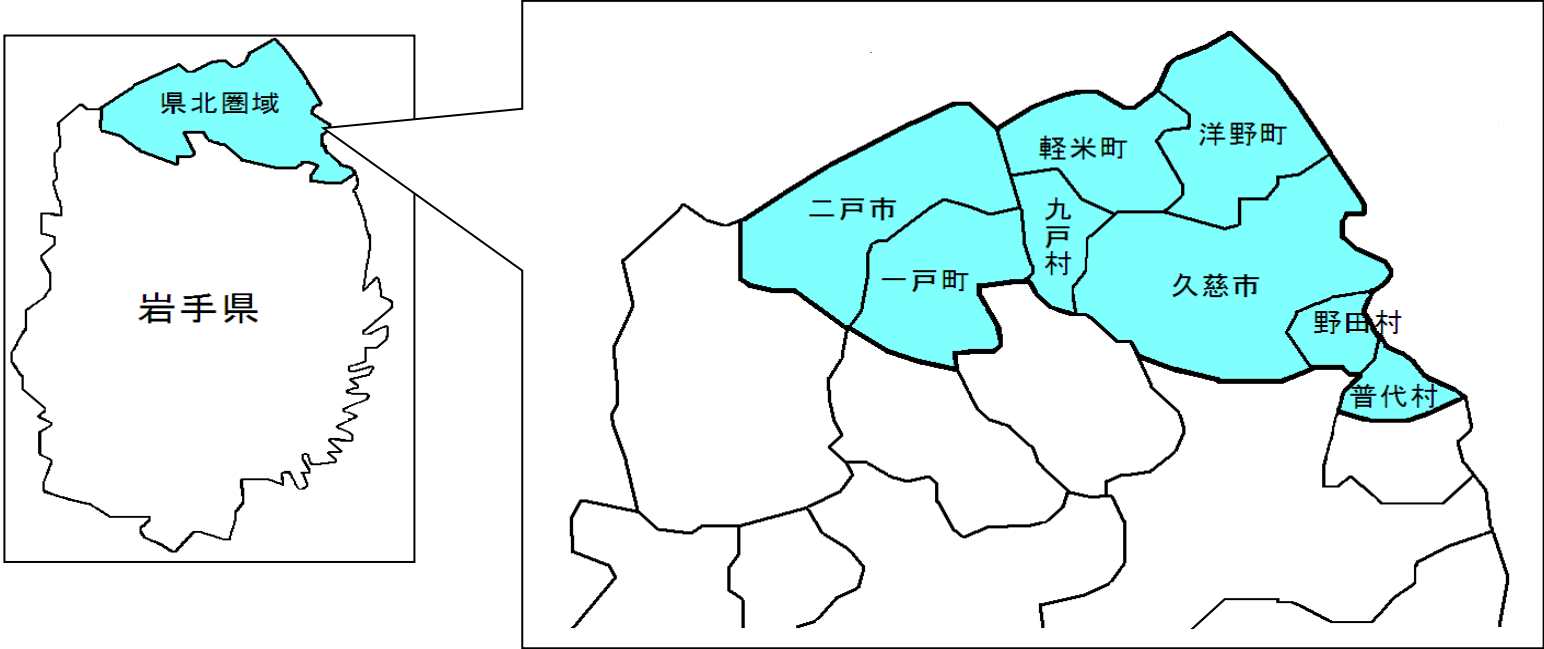 県北圏域
岩手県
洋野町
軽米町
二戸市
九戸村
一戸町
久慈市
野田村
普代村